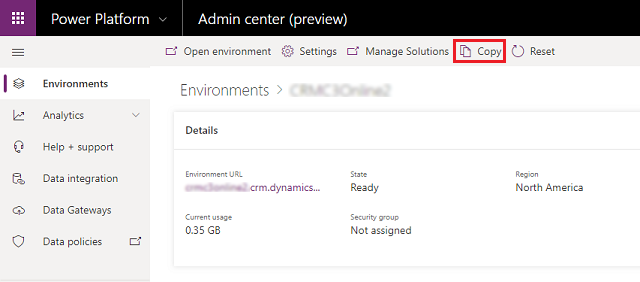 Power Platform Admin center (preview)
Open environment Settings Manage Solutions Copy Reset
Environments
Analytics
Help + support
Data integration
Data Gateways
Data policies
Environments >
Details
Environment URL State Region
.crm.dynamics... Ready North America
Current usage Security group
0.35 GB Not assigned